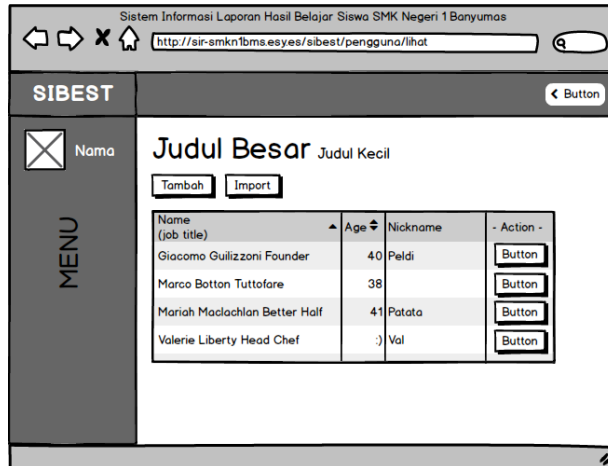 Sistem Informasi Laporan Hasil Belajar Siswa SMK Negeri 1 Banyumas
http://sir-smkn1bms.esy.es/sibest/pengguna/lihat
SIBEST
< Button
Nama
MENU
Judul Besar Judul Kecil
Tambah Import
Name Age Nickname - Action -
(job title)
Giacomo Guilizzoni Founder 40 Peldi Button
Marco Botton Tuttofare 38 Button
Mariah Maclachlan Better Half 41 Patata Button
Valerie Liberty Head Chef :) Val Button